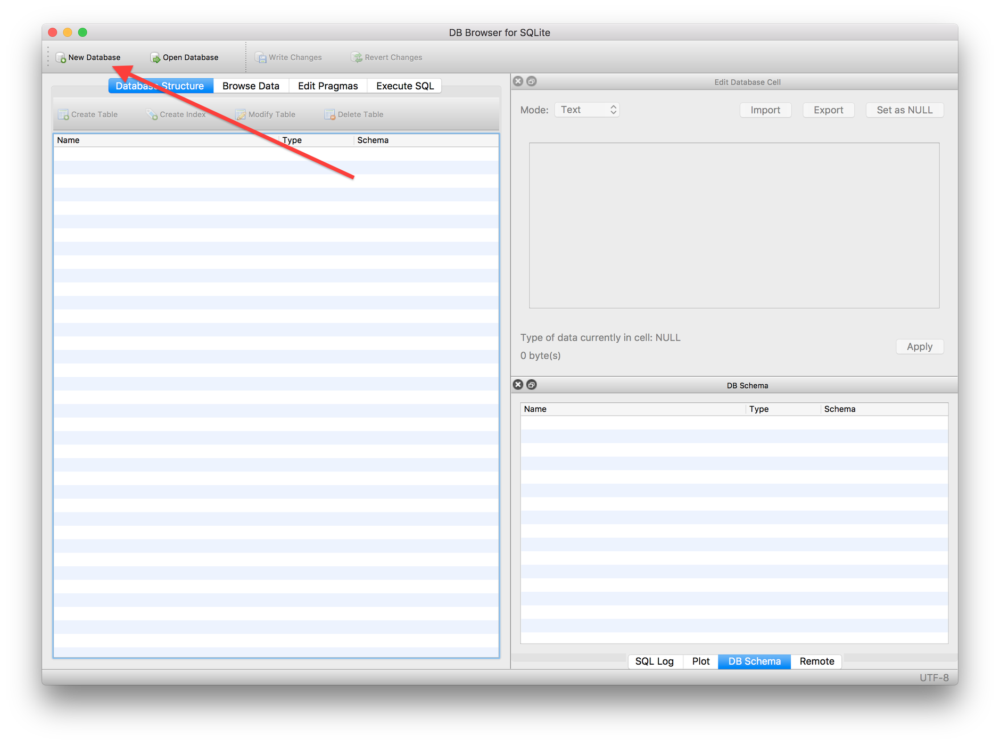 DB Browser for SQLite
New Database
Open Database
Write Changes
Revert Changes
Database Structure
Browse Data
Edit Pragmas
Execute SQL
Create Table
Create Index
Modify Table
Delete Table
Name
Type
Schema
Edit Database Cell
Mode:
Text
Import
Export
Set as NULL
Type of data currently in cell: NULL
0 byte(s)
Apply
DB Schema
Name
Type
Schema
SQL Log
Plot
DB Schema
Remote
UTF-8